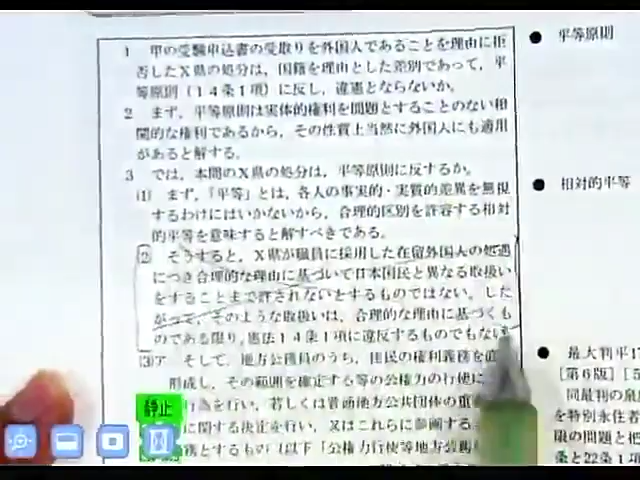 1 甲の受験申込書の受取りを外国人であることを理由に拒
否したX県の処分は、国籍を理由とした差別であって、平
等原則(14条1項)に反し、違憲とならないか。
2 まず、平等原則は実体的権利を問題とすることのない相
関的な権利であるから、その性質上当然に外国人にも適用
があると解する。
3 では、本問のX県の処分は、平等原則に反するか。
(1) まず、「平等」とは、各人の事実的・実質的差異を無視
するわけにはいかないから、合理的区別を許容する相対
的平等を意味すると解すべきである。
(2) そうすると、X県が職員に採用した在留外国人の処遇
につき合理的な理由に基づいて日本国民と異なる取扱い
をすることまで許されないとするものではない。した
がって、そのような取扱いは、合理的な理由に基づくも
のである限り、憲法14条1項に違反するものでもない
(3)ア そして、地方公務員のうち、住民の権利義務を直
形成し、その範囲を確定する等の公権力の行使に
行為を行い、若しくは普通地方公共団体の重
に関する決定を行い、又はこれらに参画する
務とするもの(以下「公権力行使等地方公務
静止
● 平等原則
● 相対的平等
● 最大判平17
[第6版][5
同最判の泉
を特別永住者
限の問題と把
条と22条1項